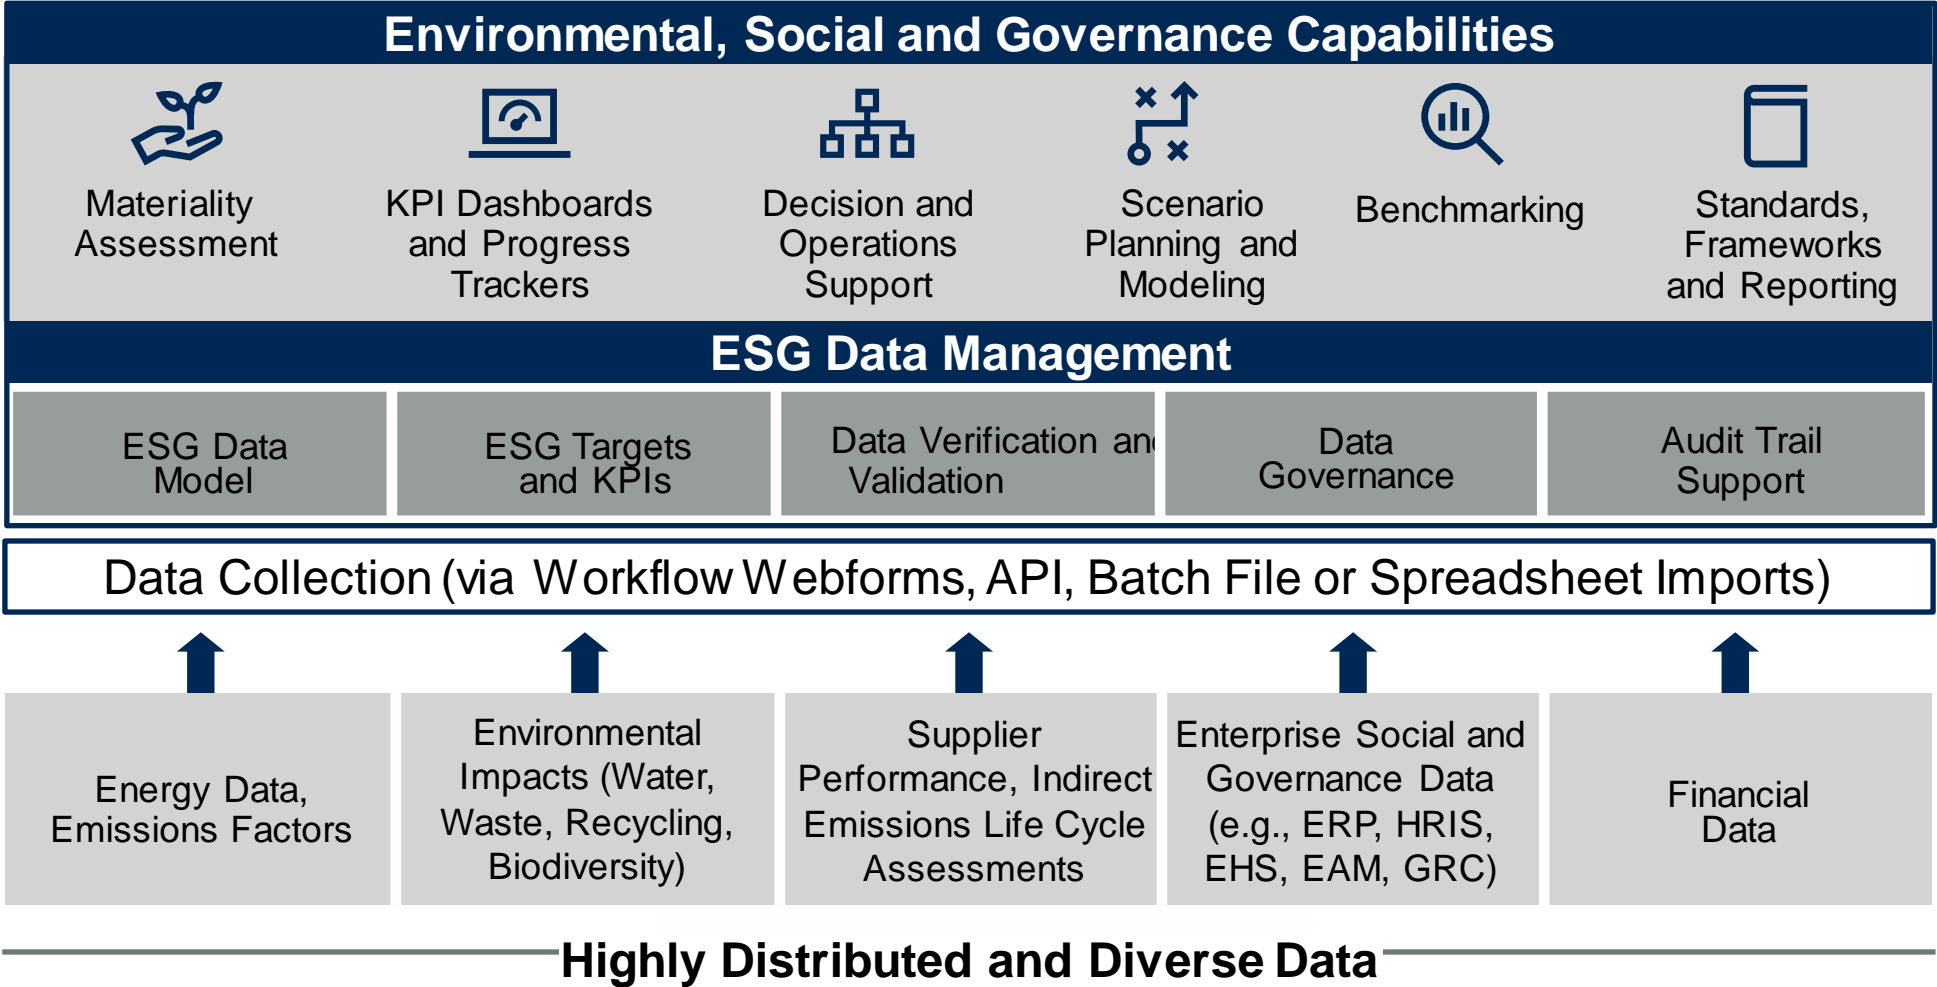 Environmental, Social and Governance Capabilities
Materiality
Assessment
KPI Dashboards
and Progress
Trackers
Decision and
Operations
Support
Scenario
Planning and
Modeling
Benchmarking
Standards,
Frameworks
and Reporting
ESG Data Management
ESG Data
Model
ESG Targets
and KPIs
Data Verification and
Validation
Data
Governance
Audit Trail
Support
Data Collection (via Workflow Webforms, API, Batch File or Spreadsheet Imports)
Energy Data,
Emissions Factors
Environmental
Impacts (Water,
Waste, Recycling,
Biodiversity)
Supplier
Performance, Indirect
Emissions Life Cycle
Assessments
Enterprise Social and
Governance Data
(e.g., ERP, HRIS,
EHS, EAM, GRC)
Financial
Data
Highly Distributed and Diverse Data